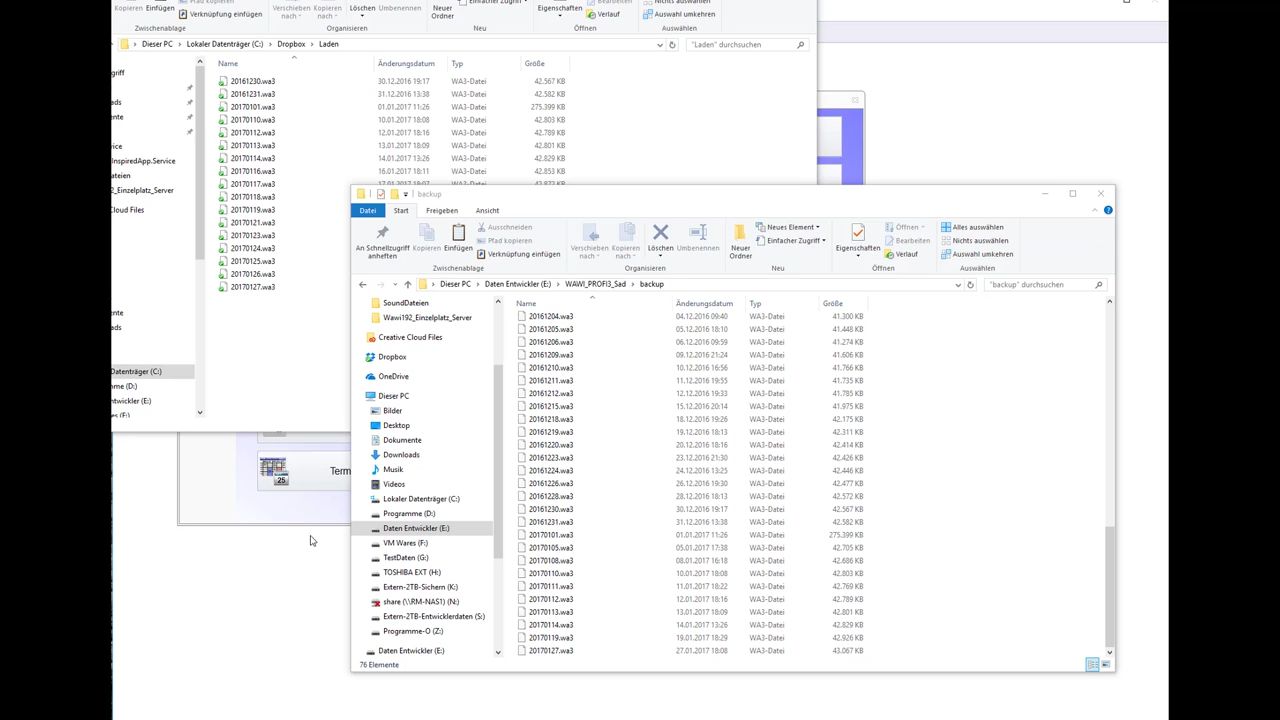 Kopieren Einfügen Pfad kopieren
Verknüpfung einfügen
Verschieben nach Kopieren nach Löschen Umbenennen
Neuer Ordner Einfacher Zugriff
Eigenschaften Bearbeiten Verlauf
Nichts auswählen
Auswahl umkehren
Zwischenablage Organisieren Neu Öffnen Auswählen
Dieser PC > Lokaler Datenträger (C:) > Dropbox > Laden
"Laden" durchsuchen
Name Änderungsdatum Typ Größe
20161230.wa3 30.12.2016 19:17 WA3-Datei 42.567 KB
20161231.wa3 31.12.2016 13:38 WA3-Datei 42.582 KB
20170101.wa3 01.01.2017 11:26 WA3-Datei 275.399 KB
20170110.wa3 10.01.2017 18:08 WA3-Datei 42.803 KB
20170112.wa3 12.01.2017 18:16 WA3-Datei 42.789 KB
20170113.wa3 13.01.2017 18:09 WA3-Datei 42.801 KB
20170114.wa3 14.01.2017 13:26 WA3-Datei 42.829 KB
20170116.wa3 16.01.2017 18:11 WA3-Datei 42.853 KB
20170117.wa3
20170118.wa3
20170119.wa3
20170121.wa3
20170123.wa3
20170124.wa3
20170125.wa3
20170126.wa3
20170127.wa3
griff
ads
ente
vice
InspiredApp.Service
ateien
2_Einzelplatz_Server
Cloud Files
ente
ads
Datenträger (C:)
me (D:)
ntwickler (E:)
Term
25
backup
Datei Start Freigeben Ansicht
An Schnellzugriff anheften
Kopieren Einfügen
Ausschneiden
Pfad kopieren
Verknüpfung einfügen
Verschieben nach Kopieren nach Löschen Umbenennen
Neuer Ordner
Neues Element
Einfacher Zugriff
Eigenschaften
Öffnen
Bearbeiten
Verlauf
Alles auswählen
Nichts auswählen
Auswahl umkehren
Zwischenablage Organisieren Neu Öffnen Auswählen
Dieser PC > Daten Entwickler (E:) > WAWI_PROFI3_Sad > backup
"backup" durchsuchen
SoundDateien
Wawi192_Einzelplatz_Server
Creative Cloud Files
Dropbox
OneDrive
Dieser PC
Bilder
Desktop
Dokumente
Downloads
Musik
Videos
Lokaler Datenträger (C:)
Programme (D:)
Daten Entwickler (E:)
VM Wares (F:)
TestDaten (G:)
TOSHIBA EXT (H:)
Extern-2TB-Sichern (K:)
share (\\RM-NAS1) (N:)
Extern-2TB-Entwicklerdaten (S:)
Programme-O (Z:)
Daten Entwickler (E:)
Name Änderungsdatum Typ Größe
20161204.wa3 04.12.2016 09:40 WA3-Datei 41.300 KB
20161205.wa3 05.12.2016 18:10 WA3-Datei 41.448 KB
20161206.wa3 06.12.2016 09:59 WA3-Datei 41.274 KB
20161209.wa3 09.12.2016 21:24 WA3-Datei 41.606 KB
20161210.wa3 10.12.2016 16:56 WA3-Datei 41.766 KB
20161211.wa3 11.12.2016 19:55 WA3-Datei 41.735 KB
20161212.wa3 12.12.2016 19:33 WA3-Datei 41.785 KB
20161215.wa3 15.12.2016 20:14 WA3-Datei 41.975 KB
20161218.wa3 18.12.2016 19:26 WA3-Datei 42.175 KB
20161219.wa3 19.12.2016 18:13 WA3-Datei 42.311 KB
20161220.wa3 20.12.2016 18:16 WA3-Datei 42.414 KB
20161223.wa3 23.12.2016 21:30 WA3-Datei 42.426 KB
20161224.wa3 24.12.2016 13:25 WA3-Datei 42.446 KB
20161226.wa3 26.12.2016 19:30 WA3-Datei 42.477 KB
20161228.wa3 28.12.2016 18:13 WA3-Datei 42.572 KB
20161230.wa3 30.12.2016 19:17 WA3-Datei 42.567 KB
20161231.wa3 31.12.2016 13:38 WA3-Datei 42.582 KB
20170101.wa3 01.01.2017 11:26 WA3-Datei 275.399 KB
20170105.wa3 05.01.2017 17:38 WA3-Datei 42.705 KB
20170108.wa3 08.01.2017 16:18 WA3-Datei 42.686 KB
20170110.wa3 10.01.2017 18:08 WA3-Datei 42.803 KB
20170111.wa3 11.01.2017 18:22 WA3-Datei 42.769 KB
20170112.wa3 12.01.2017 18:16 WA3-Datei 42.789 KB
20170113.wa3 13.01.2017 18:09 WA3-Datei 42.801 KB
20170114.wa3 14.01.2017 13:26 WA3-Datei 42.829 KB
20170119.wa3 19.01.2017 18:29 WA3-Datei 42.926 KB
20170127.wa3 27.01.2017 18:08 WA3-Datei 43.067 KB
76 Elemente